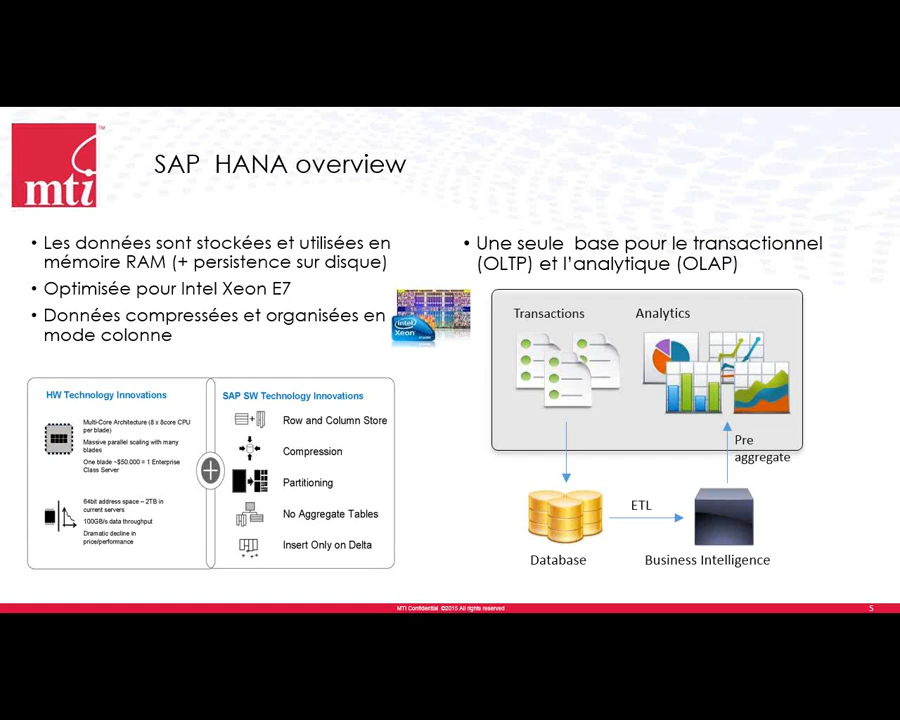 mti
TM
SAP  HANA overview
• Les données sont stockées et utilisées en
mémoire RAM (+ persistence sur disque)
• Optimisée pour Intel Xeon E7
• Données compressées et organisées en
mode colonne
intel
Xeon
HW Technology Innovations
Multi-Core Architecture (8 x 8core CPU
per blade)
Massive parallel scaling with many
blades
One blade ~$50.000 = 1 Enterprise
Class Server
64bit address space – 2TB in
current servers
100GB/s data throughput
Dramatic decline in
price/performance
SAP SW Technology Innovations
Row and Column Store
Compression
Partitioning
No Aggregate Tables
Insert Only on Delta
• Une seule  base pour le transactionnel
(OLTP) et l’analytique (OLAP)
Transactions
Analytics
Pre
aggregate
ETL
Database
Business Intelligence
MTI Confidential ©2015 All rights reserved
5